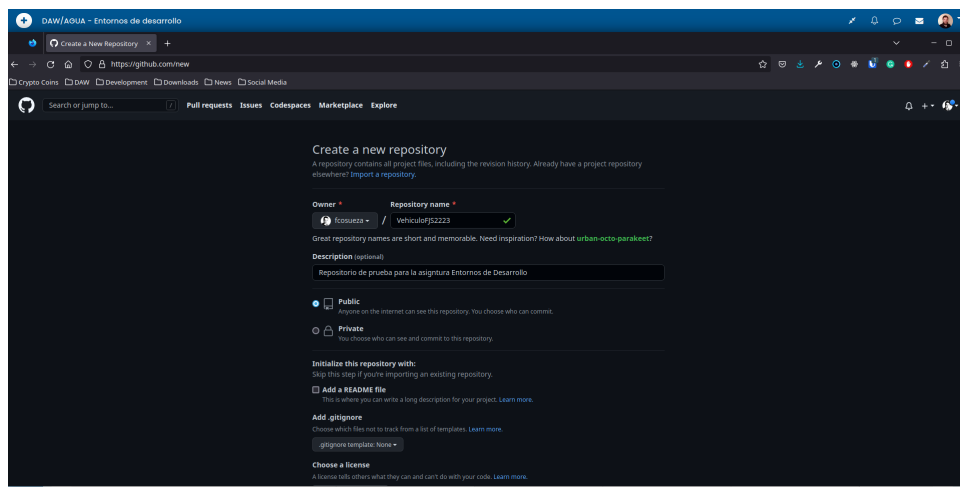 DAW/AGUA - Entornos de desarrollo
Create a New Repository
https://github.com/new
Crypto Coins DAW Development Downloads News Social Media
Search or jump to... / Pull requests Issues Codespaces Marketplace Explore
Create a new repository
A repository contains all project files, including the revision history. Already have a project repository
elsewhere? Import a repository.
Owner * Repository name *
fcosueza / VehiculoFJS2223
Great repository names are short and memorable. Need inspiration? How about urban-octo-parakeet?
Description (optional)
Repositorio de prueba para la asigntura Entornos de Desarrollo
Public
Anyone on the internet can see this repository. You choose who can commit.
Private
You choose who can see and commit to this repository.
Initialize this repository with:
Skip this step if you're importing an existing repository.
Add a README file
This is where you can write a long description for your project. Learn more.
Add .gitignore
Choose which files not to track from a list of templates. Learn more.
.gitignore template: None
Choose a license
A license tells others what they can and can't do with your code. Learn more.